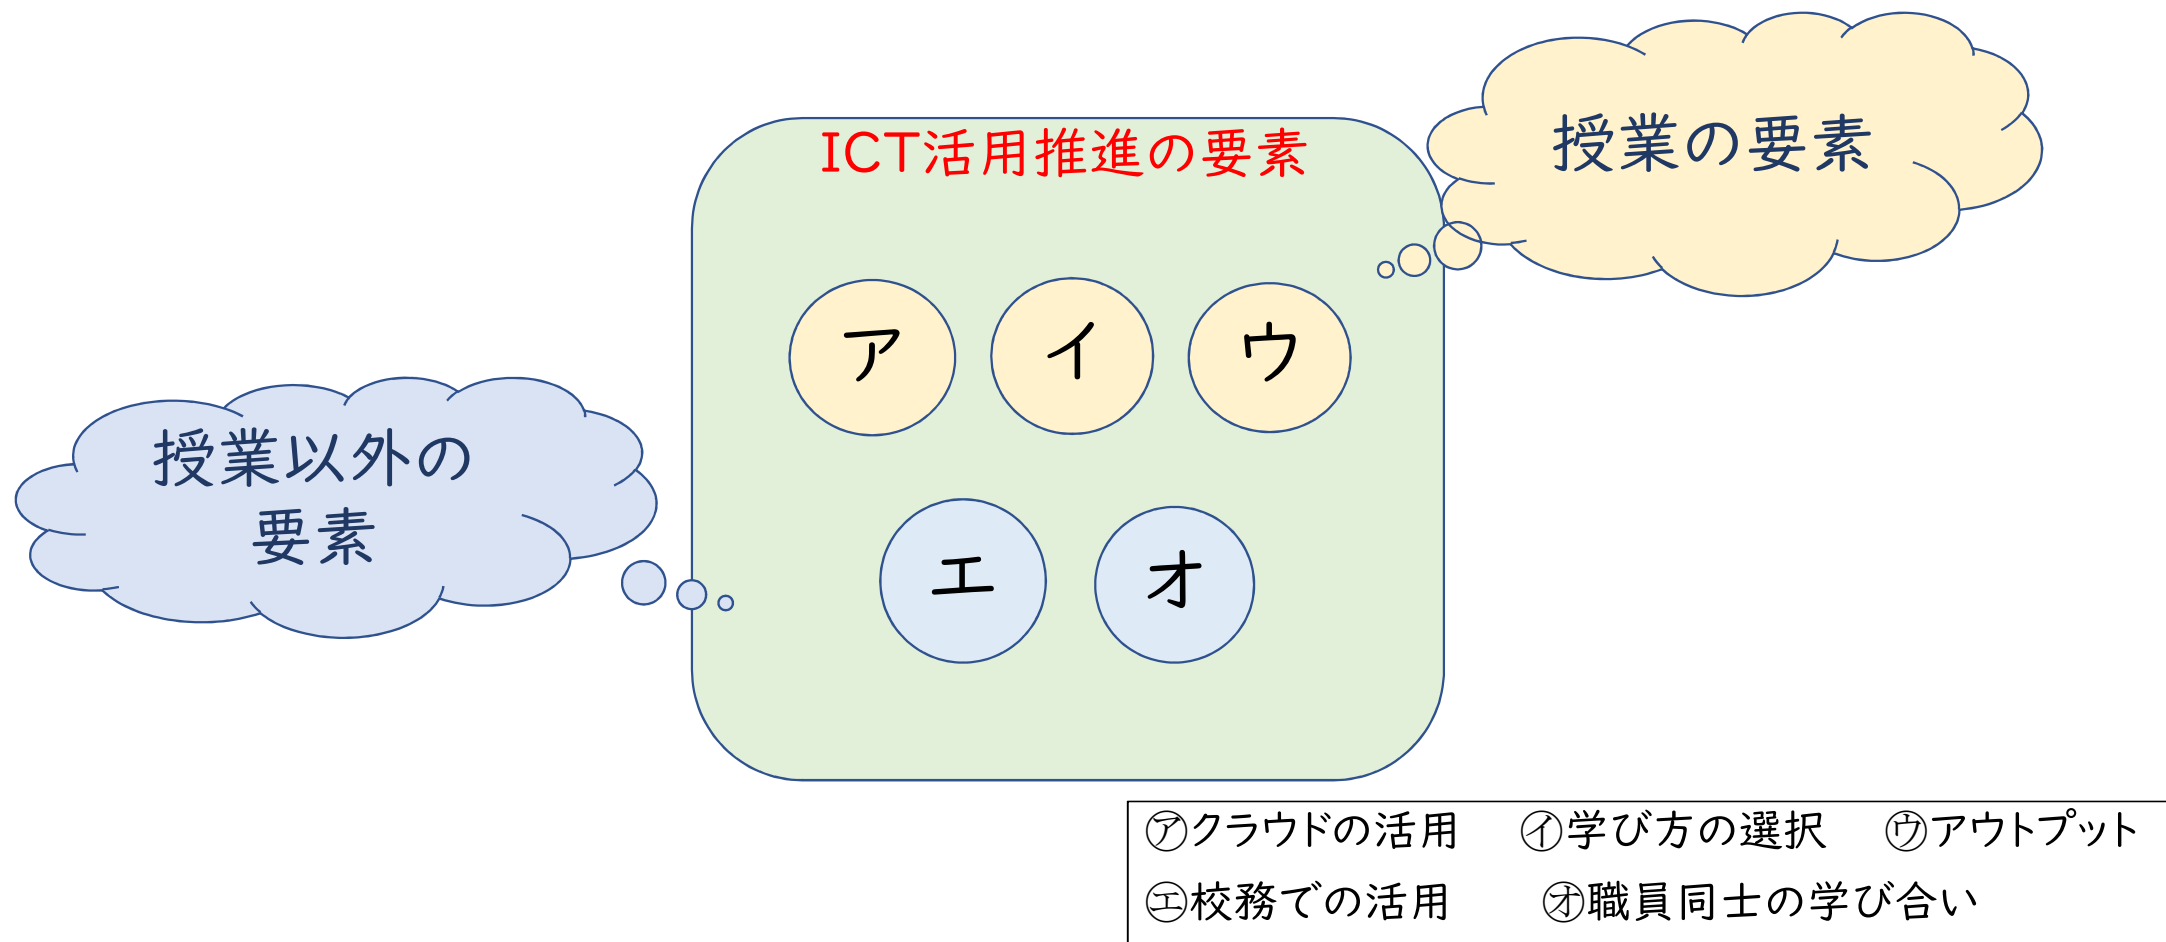 ICT活用推進の要素
授業の要素
ア イ ウ
授業以外の
要素
エ オ
㋐クラウドの活用 ㋑学び方の選択 ㋒アウトプット
㋓校務での活用 ㋔職員同士の学び合い